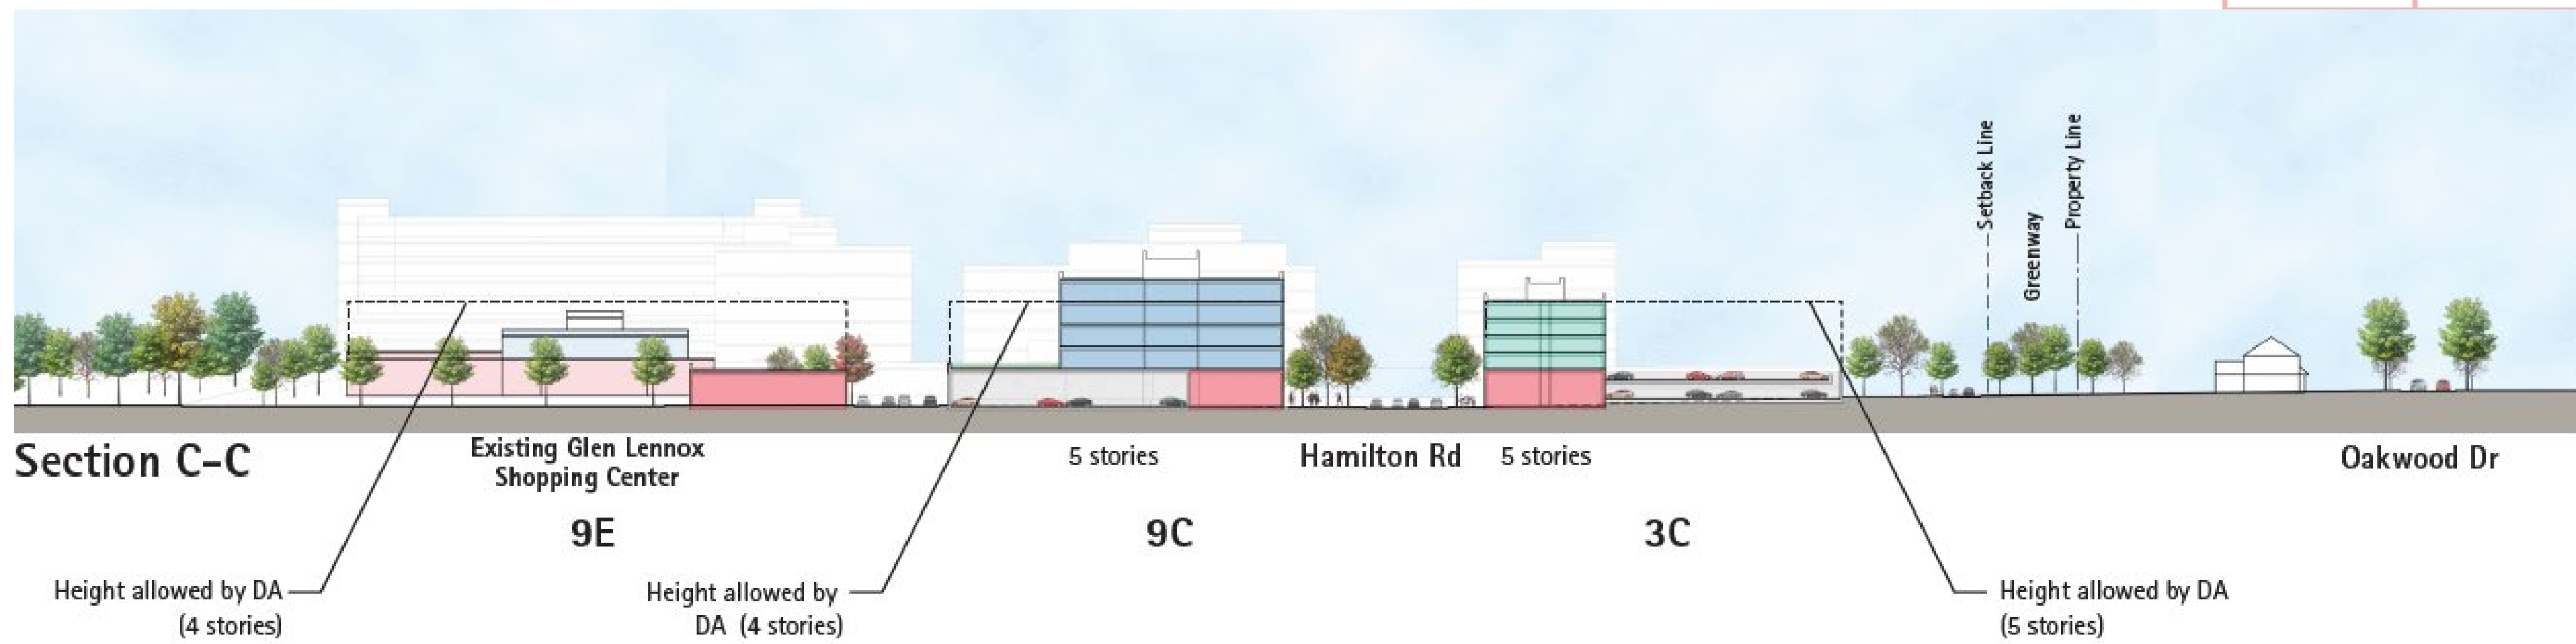 Setback Line
Greenway
Property Line
Section C-C
Existing Glen Lennox
Shopping Center
5 stories
Hamilton Rd
5 stories
Oakwood Dr
9E
9C
3C
Height allowed by DA
(4 stories)
Height allowed by
DA (4 stories)
Height allowed by DA
(5 stories)